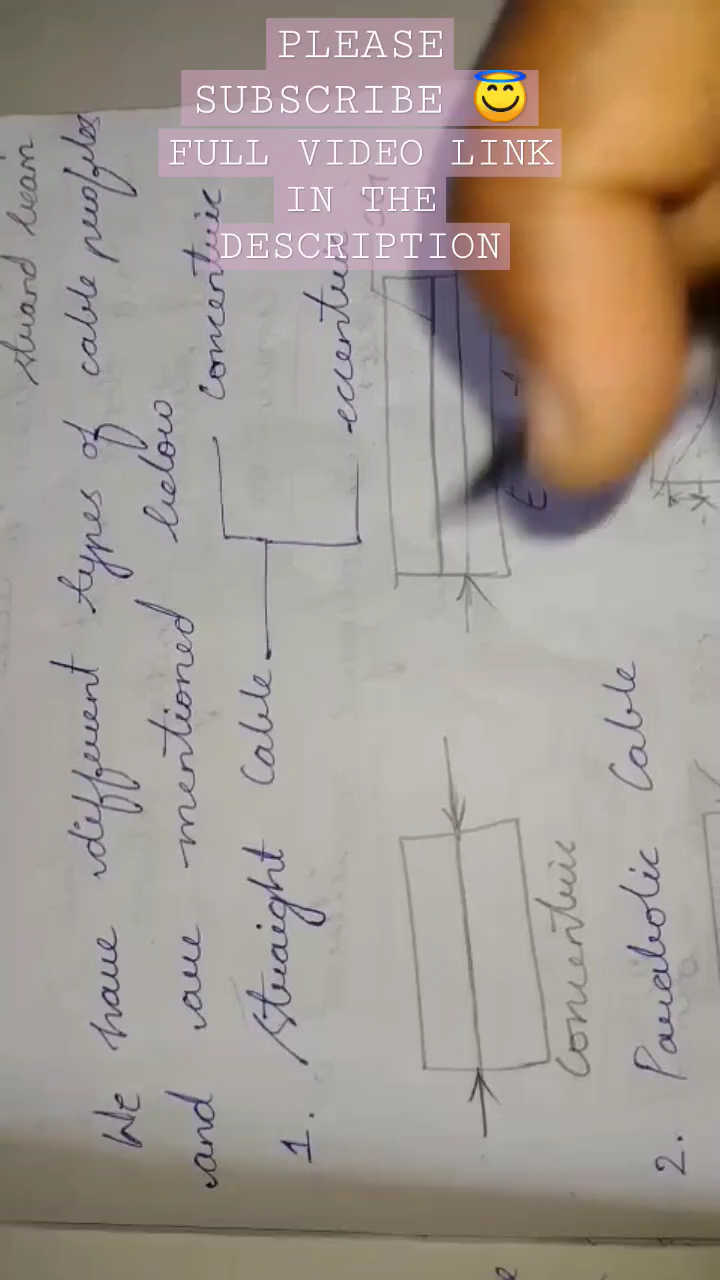 PLEASE
SUBSCRIBE 😇
FULL VIDEO LINK
IN THE
DESCRIPTION
We have different types of cable profiles
and are mentioned below
1. Straight Cable
concentric
eccentric
concentric
2. Parabolic Cable